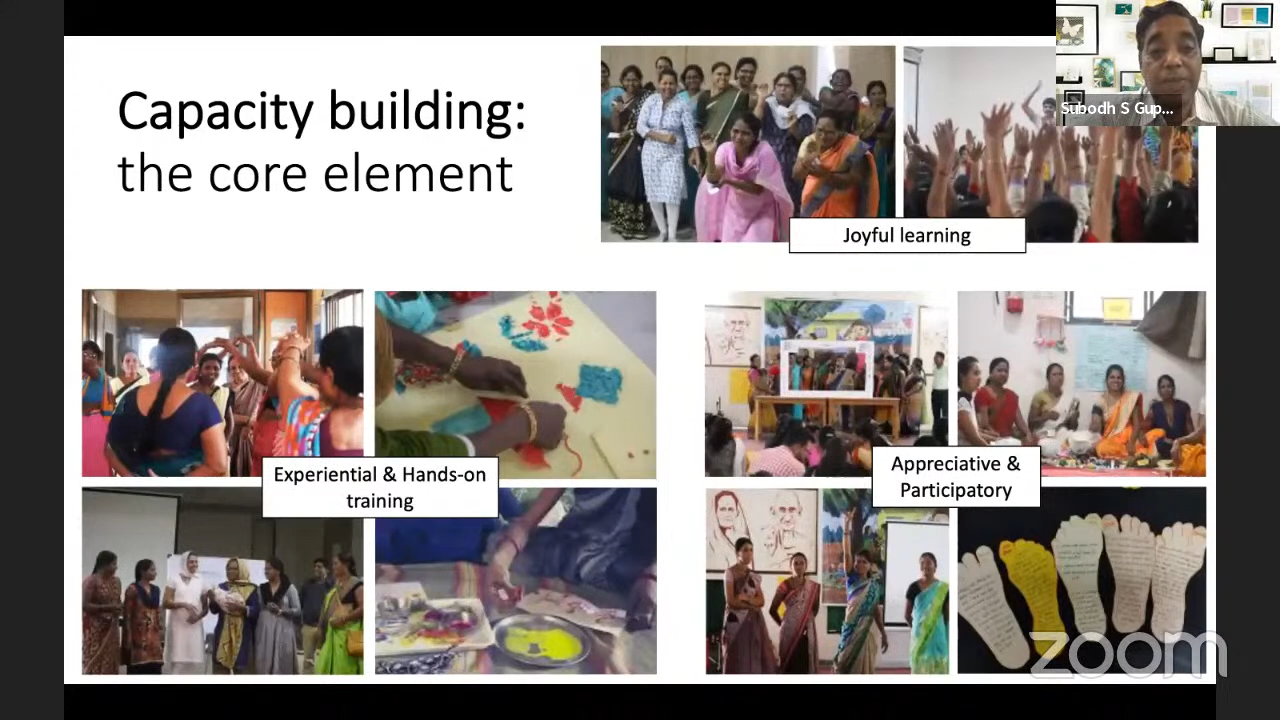 Capacity building:
the core element
Subodh S Gup...
Joyful learning
Experiential & Hands-on
training
Appreciative &
Participatory
zoom